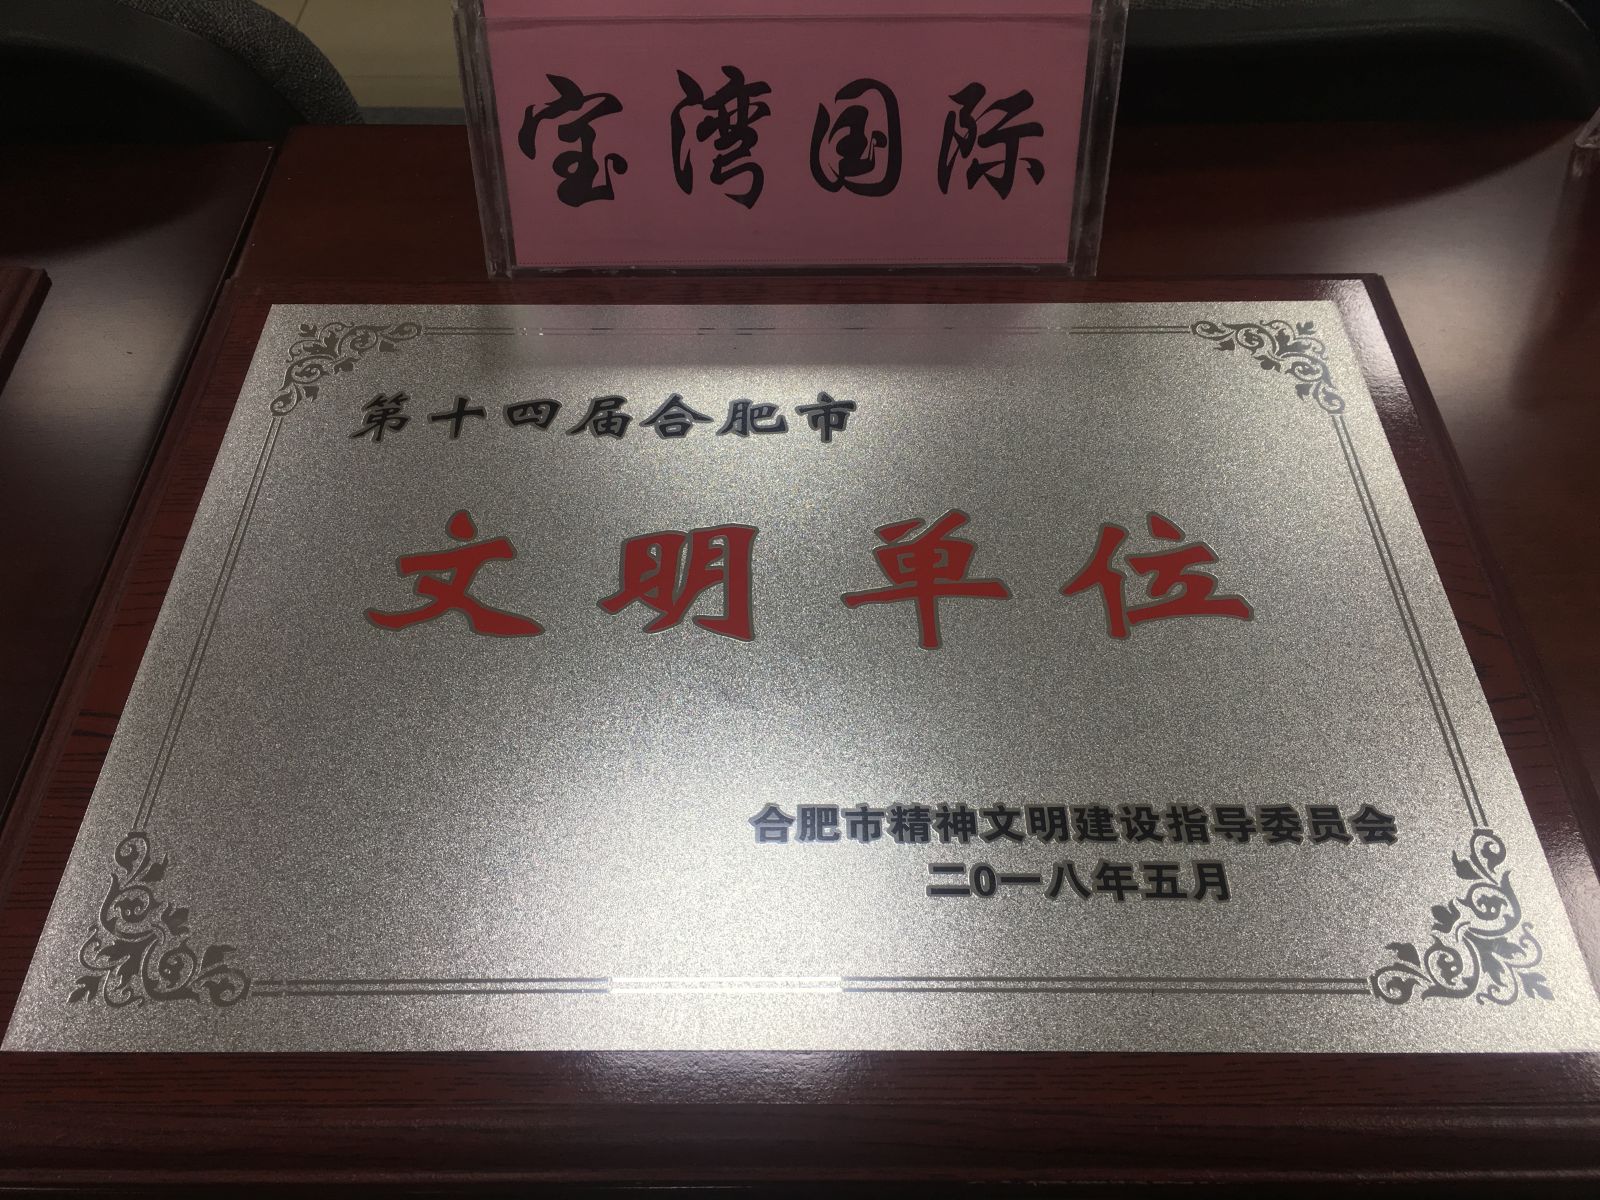 宝湾国际
第十四届合肥市
文明单位
合肥市精神文明建设指导委员会
二0一八年五月